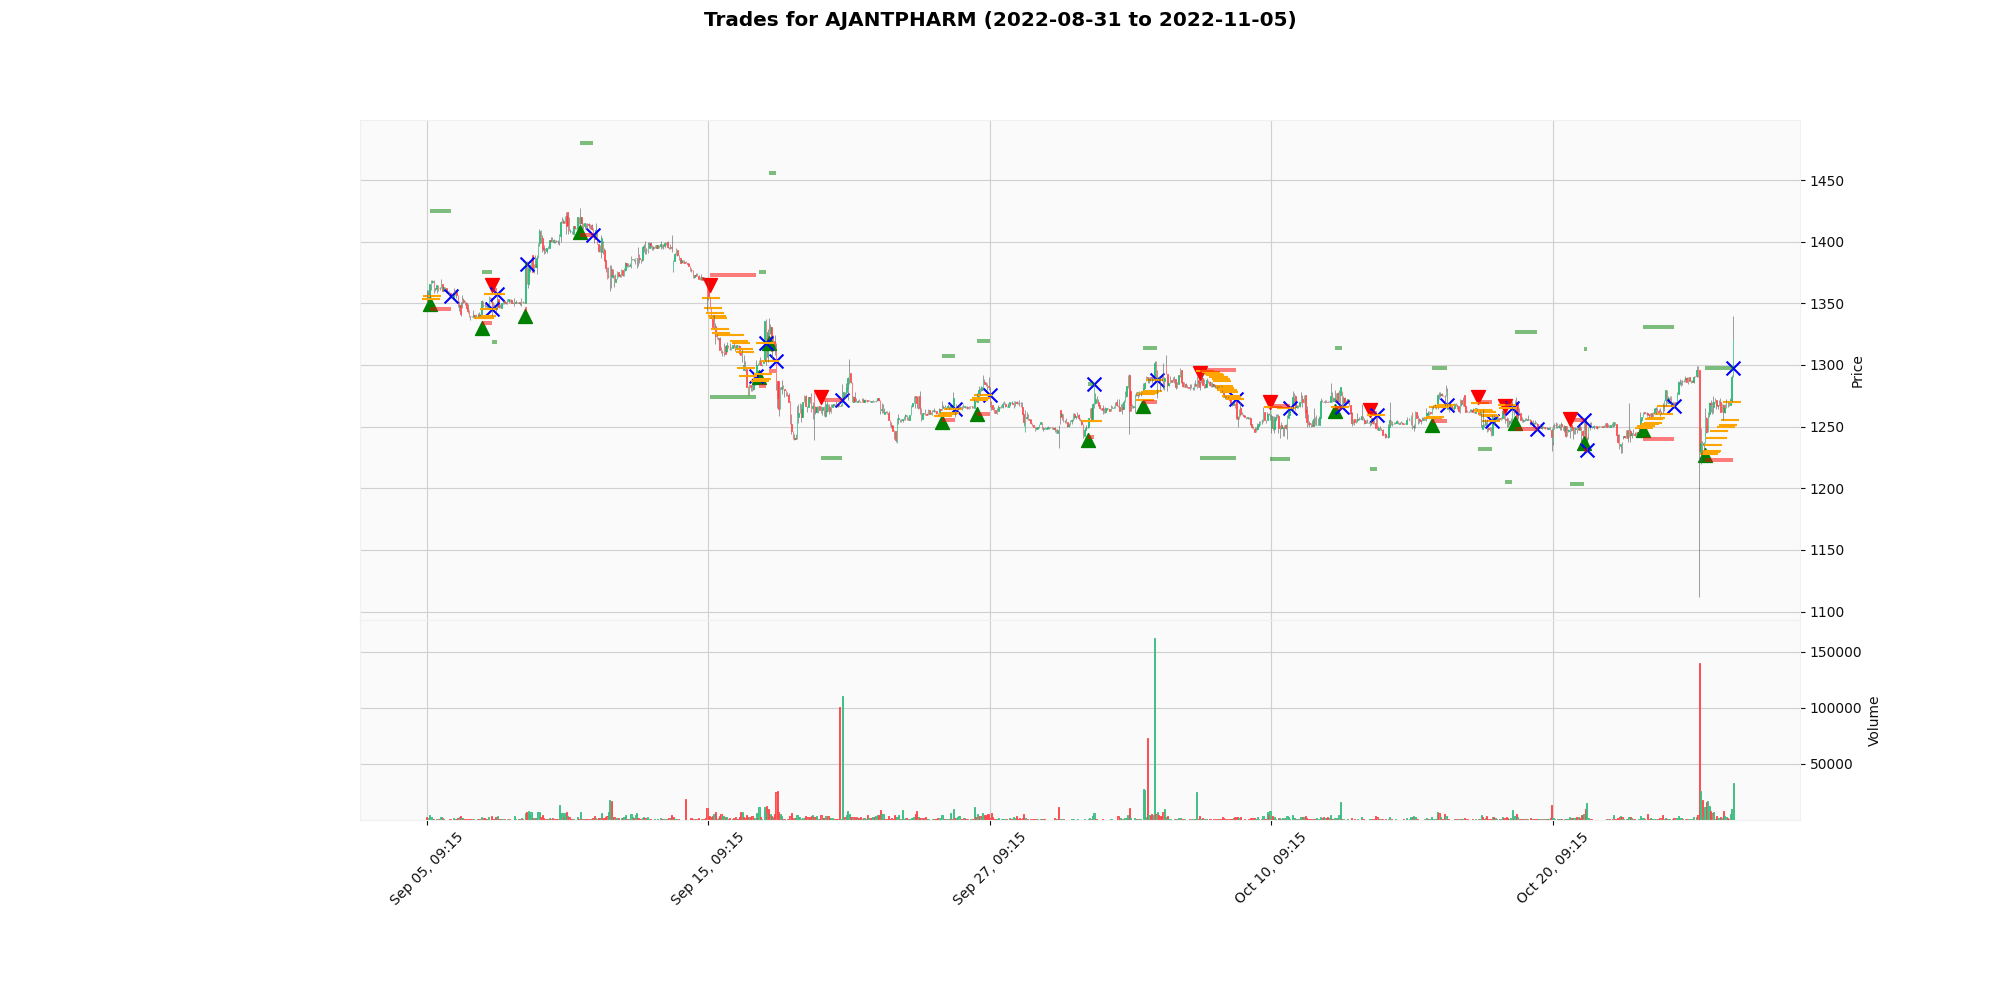 Trades for AJANTPHARM (2022-08-31 to 2022-11-05)
1450
1400
1350
1300
1250
1200
1150
1100
Price
150000
100000
50000
Volume
Sep 05, 09:15
Sep 15, 09:15
Sep 27, 09:15
Oct 10, 09:15
Oct 20, 09:15